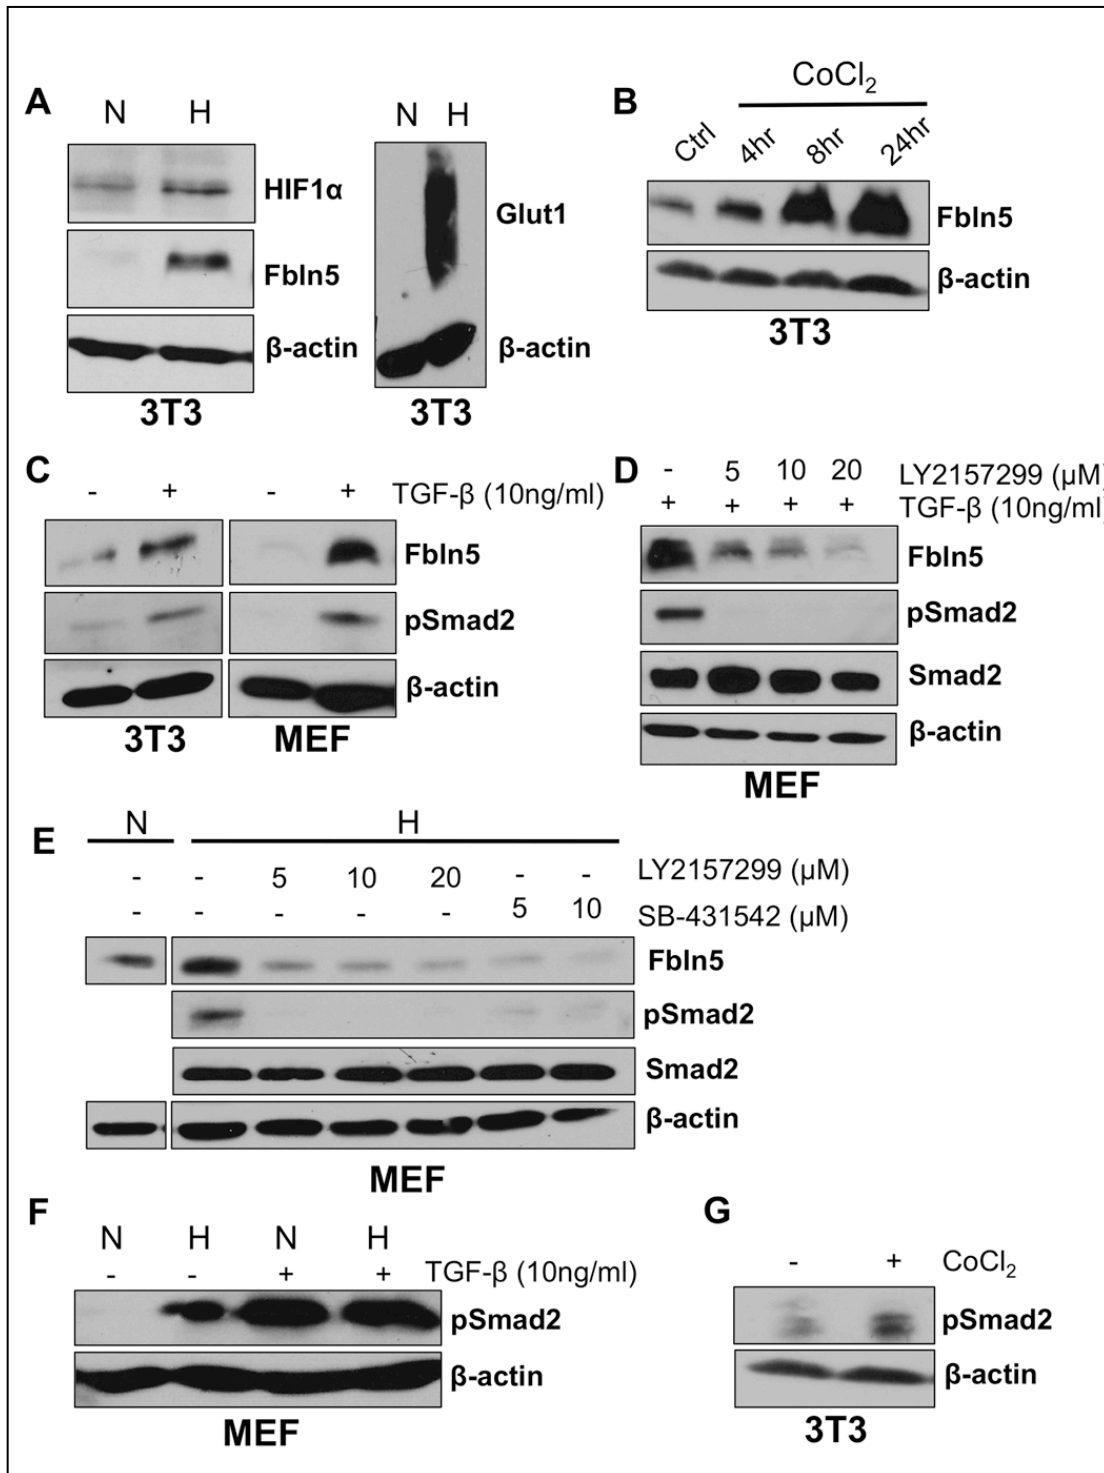 A
N H
HIF1α
Fbln5
β-actin
3T3
N H
Glut1
β-actin
3T3
B
CoCl2
Ctrl 4hr 8hr 24hr
Fbln5
β-actin
3T3
C
- + - + TGF-β (10ng/ml)
Fbln5
pSmad2
β-actin
3T3 MEF
D
- 5 10 20 LY2157299 (μM)
+ + + + TGF-β (10ng/ml)
Fbln5
pSmad2
Smad2
β-actin
MEF
E
N H
- - 5 10 20 - - LY2157299 (μM)
- - - - - 5 10 SB-431542 (μM)
Fbln5
pSmad2
Smad2
β-actin
MEF
F
N H N H
- - + + TGF-β (10ng/ml)
pSmad2
β-actin
MEF
G
- + CoCl2
pSmad2
β-actin
3T3